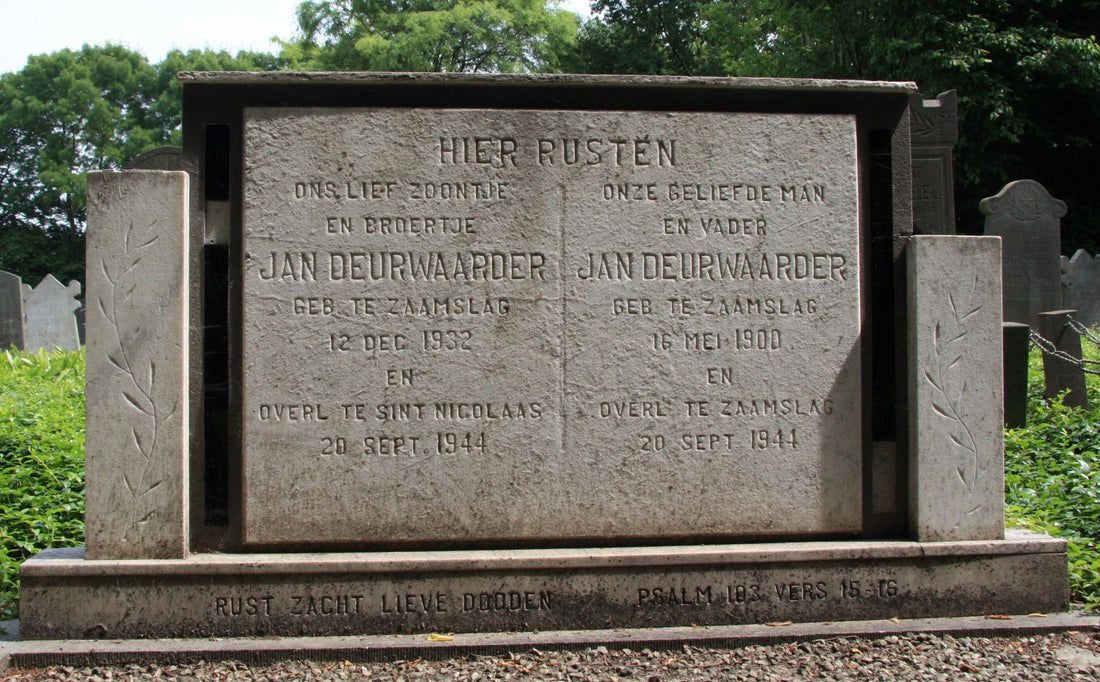 HIER RUSTEN
ONS LIEF ZOONTJE
EN BROERTJE
JAN DEURWAARDER
GEB. TE ZAAMSLAG
12 DEC 1932
EN
OVERL TE SINT NICOLAAS
20 SEPT. 1944
ONZE GELIEFDE MAN
EN VADER
JAN DEURWAARDER
GEB. TE ZAAMSLAG
16 MEI 1900
EN
OVERL TE ZAAMSLAG
20 SEPT 1944
RUST ZACHT LIEVE DOODEN
PSALM 103 VERS 15-16